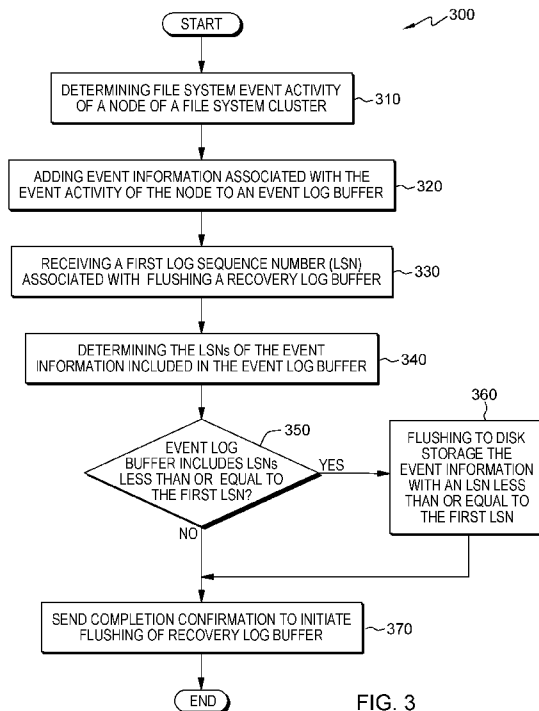 START
300
DETERMINING FILE SYSTEM EVENT ACTIVITY
OF A NODE OF A FILE SYSTEM CLUSTER
310
ADDING EVENT INFORMATION ASSOCIATED WITH THE
EVENT ACTIVITY OF THE NODE TO AN EVENT LOG BUFFER
320
RECEIVING A FIRST LOG SEQUENCE NUMBER (LSN)
ASSOCIATED WITH FLUSHING A RECOVERY LOG BUFFER
330
DETERMINING THE LSNs OF THE EVENT
INFORMATION INCLUDED IN THE EVENT LOG BUFFER
340
350
EVENT LOG
BUFFER INCLUDES LSNs
LESS THAN OR EQUAL TO
THE FIRST LSN?
YES
NO
360
FLUSHING TO DISK
STORAGE THE
EVENT INFORMATION
WITH AN LSN LESS
THAN OR EQUAL TO
THE FIRST LSN
SEND COMPLETION CONFIRMATION TO INITIATE
FLUSHING OF RECOVERY LOG BUFFER
370
END
FIG. 3